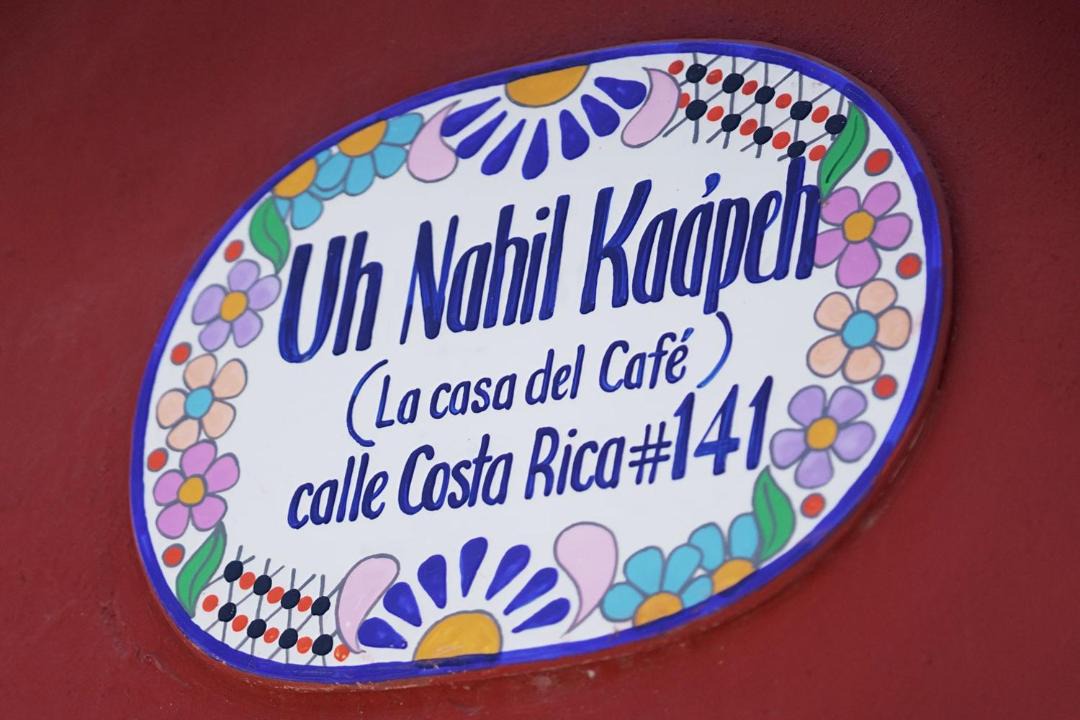 Uh Nahil Kaápeh
(La casa del Café)
calle Costa Rica #141